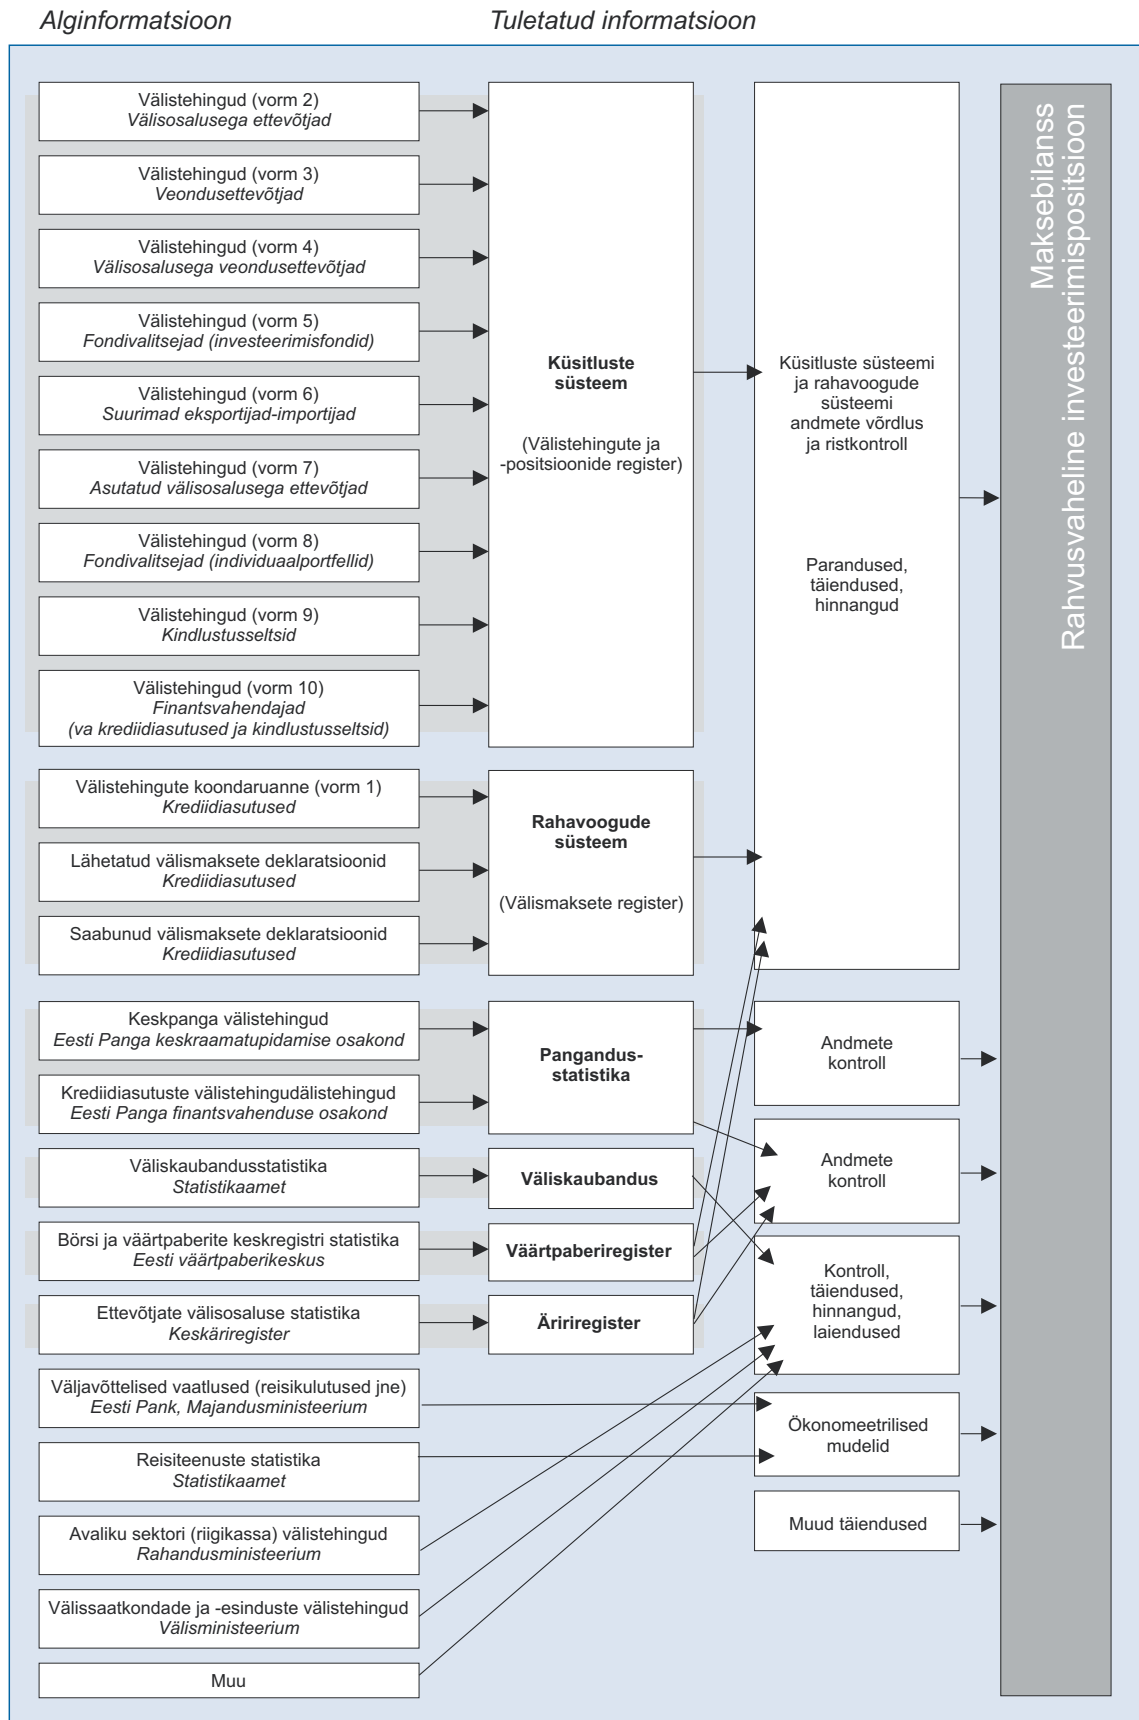 Alginformatsioon
Tuletatud informatsioon
Välistehingud (vorm 2)
Välisosalusega ettevõtjad
Välistehingud (vorm 3)
Veondusettevõtjad
Välistehingud (vorm 4)
Välisosalusega veondusettevõtjad
Välistehingud (vorm 5)
Fondivalitsejad (investeerimisfondid)
Välistehingud (vorm 6)
Suurimad eksportijad-importijad
Välistehingud (vorm 7)
Asutatud välisosalusega ettevõtjad
Välistehingud (vorm 8)
Fondivalitsejad (individuaalportfellid)
Välistehingud (vorm 9)
Kindlustusseltsid
Välistehingud (vorm 10)
Finantsvahendajad
(va krediidiasutused ja kindlustusseltsid)
Välistehingute koondaruanne (vorm 1)
Krediidiasutused
Lähetatud välismaksete deklaratsioonid
Krediidiasutused
Saabunud välismaksete deklaratsioonid
Krediidiasutused
Keskpanga välistehingud
Eesti Panga keskraamatupidamise osakond
Krediidiasutuste välistehingudälistehingud
Eesti Panga finantsvahenduse osakond
Väliskaubandusstatistika
Statistikaamet
Börsi ja väärtpaberite keskregistri statistika
Eesti väärtpaberikeskus
Ettevõtjate välisosaluse statistika
Keskäriregister
Väljavõttelised vaatlused (reisikulutused jne)
Eesti Pank, Majandusministeerium
Reisiteenuste statistika
Statistikaamet
Avaliku sektori (riigikassa) välistehingud
Rahandusministeerium
Välissaatkondade ja -esinduste välistehingud
Välisministeerium
Muu
Küsitluste
süsteem
(Välistehingute ja
-positsioonide register)
Rahavoogude
süsteem
(Välismaksete register)
Pangandus-
statistika
Väliskaubandus
Väärtpaberiregister
Äririregister
Küsitluste süsteemi
ja rahavoogude
süsteemi
andmete võrdlus
ja ristkontroll
Parandused,
täiendused,
hinnangud
Andmete
kontroll
Andmete
kontroll
Kontroll,
täiendused,
hinnangud,
laiendused
Ökonomeetrilised
mudelid
Muud täiendused
Maksebilanss
Rahvusvaheline investeerimispositsioon